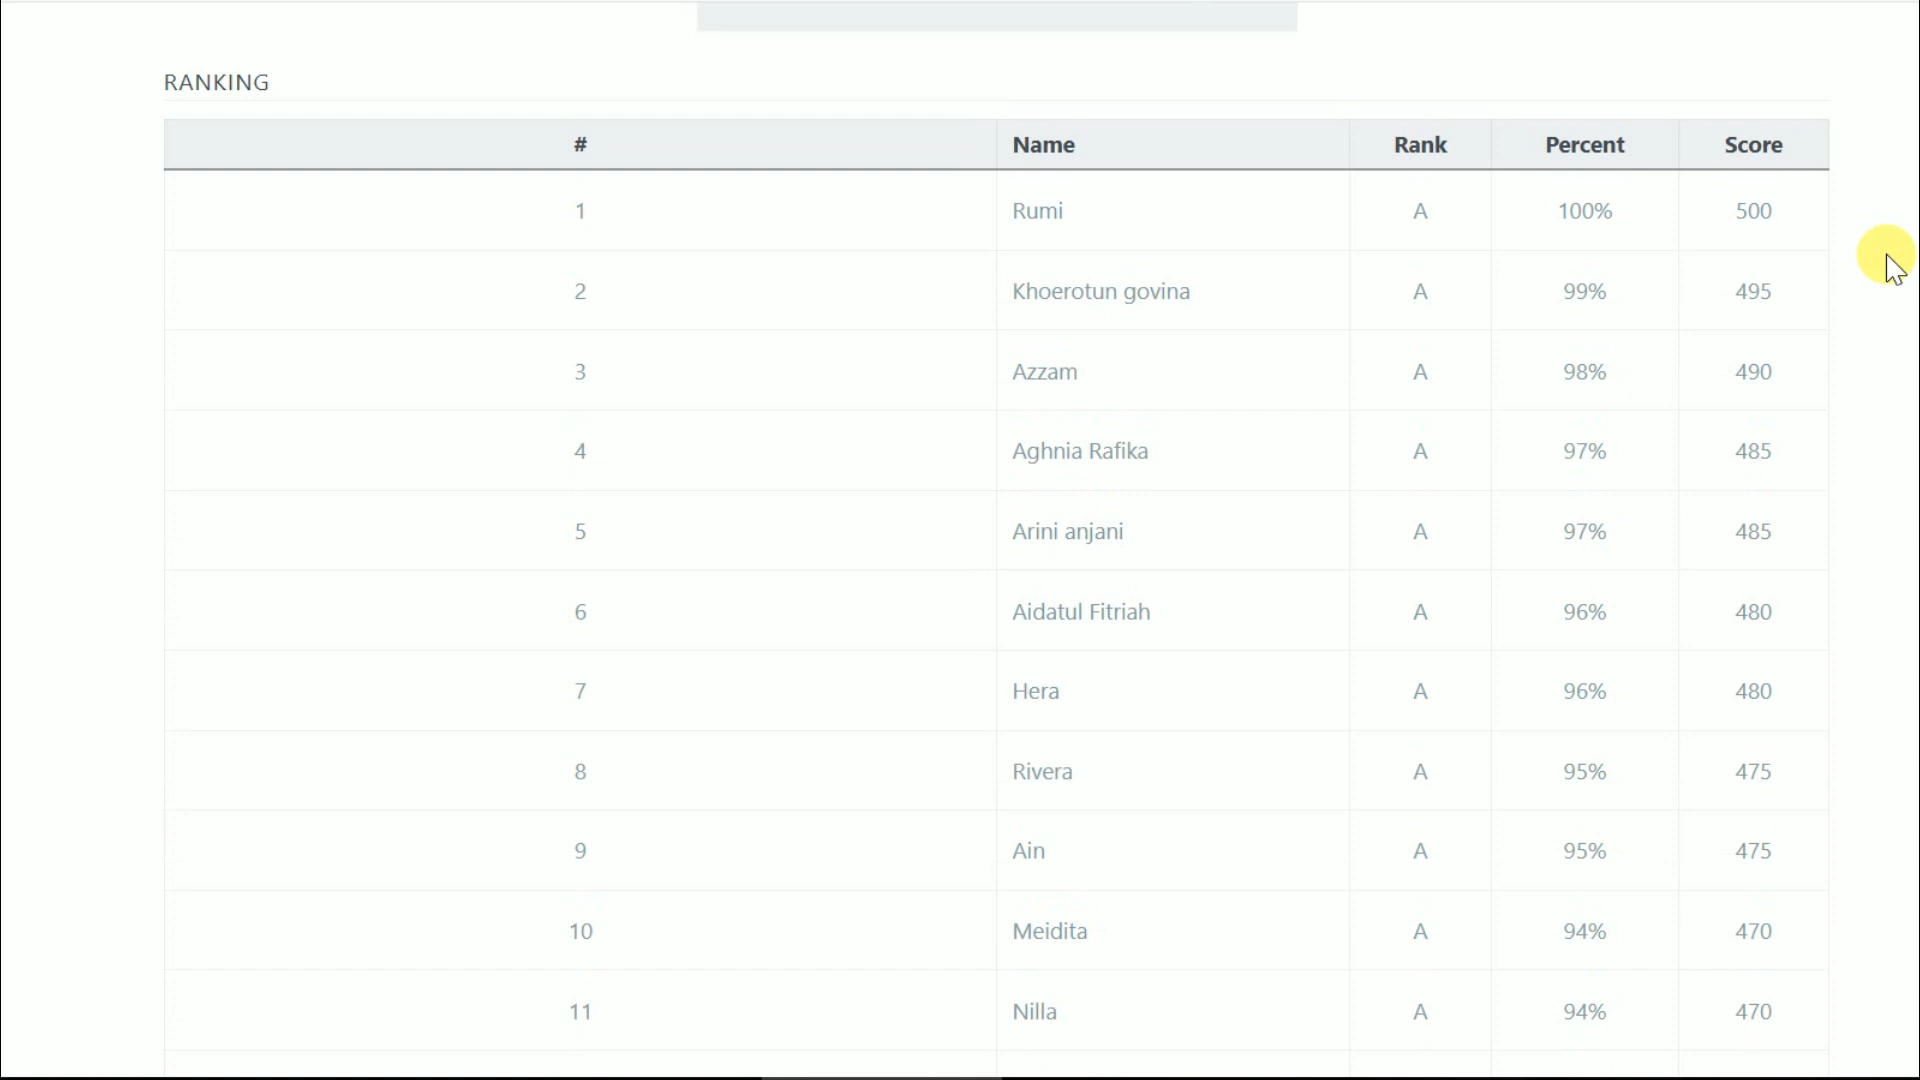 RANKING
# Name Rank Percent Score
1 Rumi A 100% 500
2 Khoerotun govina A 99% 495
3 Azzam A 98% 490
4 Aghnia Rafika A 97% 485
5 Arini anjani A 97% 485
6 Aidatul Fitriah A 96% 480
7 Hera A 96% 480
8 Rivera A 95% 475
9 Ain A 95% 475
10 Meidita A 94% 470
11 Nilla A 94% 470